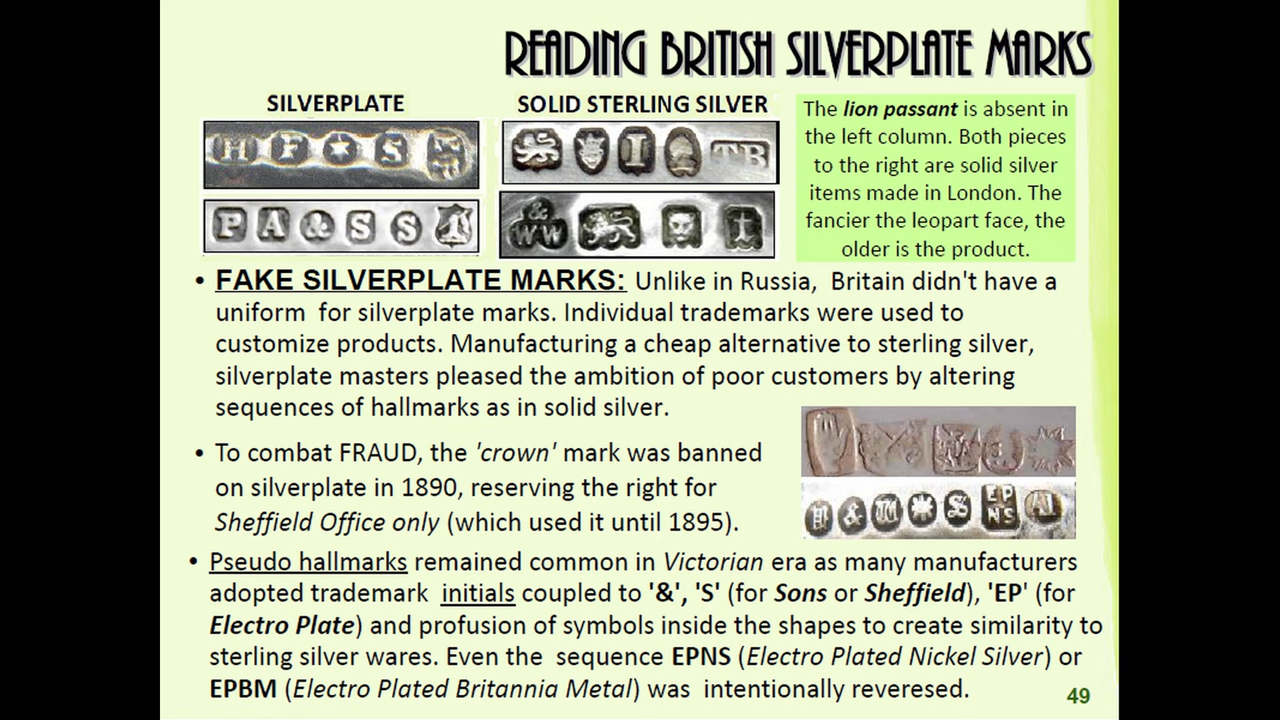 READING BRITISH SILVERPLATE MARKS
SILVERPLATE
SOLID STERLING SILVER
H F S
P A & S S
I TB
& WW t
The lion passant is absent in
the left column. Both pieces
to the right are solid silver
items made in London. The
fancier the leopart face, the
older is the product.
• FAKE SILVERPLATE MARKS: Unlike in Russia, Britain didn't have a
uniform for silverplate marks. Individual trademarks were used to
customize products. Manufacturing a cheap alternative to sterling silver,
silverplate masters pleased the ambition of poor customers by altering
sequences of hallmarks as in solid silver.
• To combat FRAUD, the 'crown' mark was banned
on silverplate in 1890, reserving the right for
Sheffield Office only (which used it until 1895).
H & M S EP NS A1
• Pseudo hallmarks remained common in Victorian era as many manufacturers
adopted trademark initials coupled to '&', 'S' (for Sons or Sheffield), 'EP' (for
Electro Plate) and profusion of symbols inside the shapes to create similarity to
sterling silver wares. Even the sequence EPNS (Electro Plated Nickel Silver) or
EPBM (Electro Plated Britannia Metal) was intentionally reveresed.
49